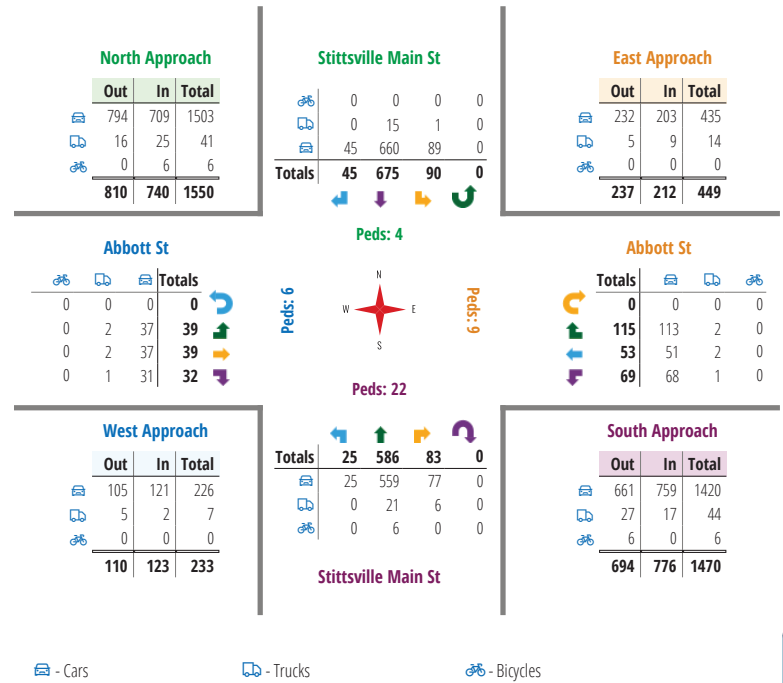 North Approach
Out In Total
794 709 1503
16 25 41
0 6 6
810 740 1550
Stittsville Main St
0 0 0 0
0 15 1 0
45 660 89 0
Totals 45 675 90 0
East Approach
Out In Total
232 203 435
5 9 14
0 0 0
237 212 449
Abbott St
Totals
0 0 0 0
0 2 37 39
0 2 37 39
0 1 31 32
Peds: 4
Peds: 6
N
W E
S
Peds: 9
Peds: 22
Abbott St
Totals
0 0 0 0
115 113 2 0
53 51 2 0
69 68 1 0
West Approach
Out In Total
105 121 226
5 2 7
0 0 0
110 123 233
Totals 25 586 83 0
25 559 77 0
0 21 6 0
0 6 0 0
Stittsville Main St
South Approach
Out In Total
661 759 1420
27 17 44
6 0 6
694 776 1470
- Cars - Trucks - Bicycles